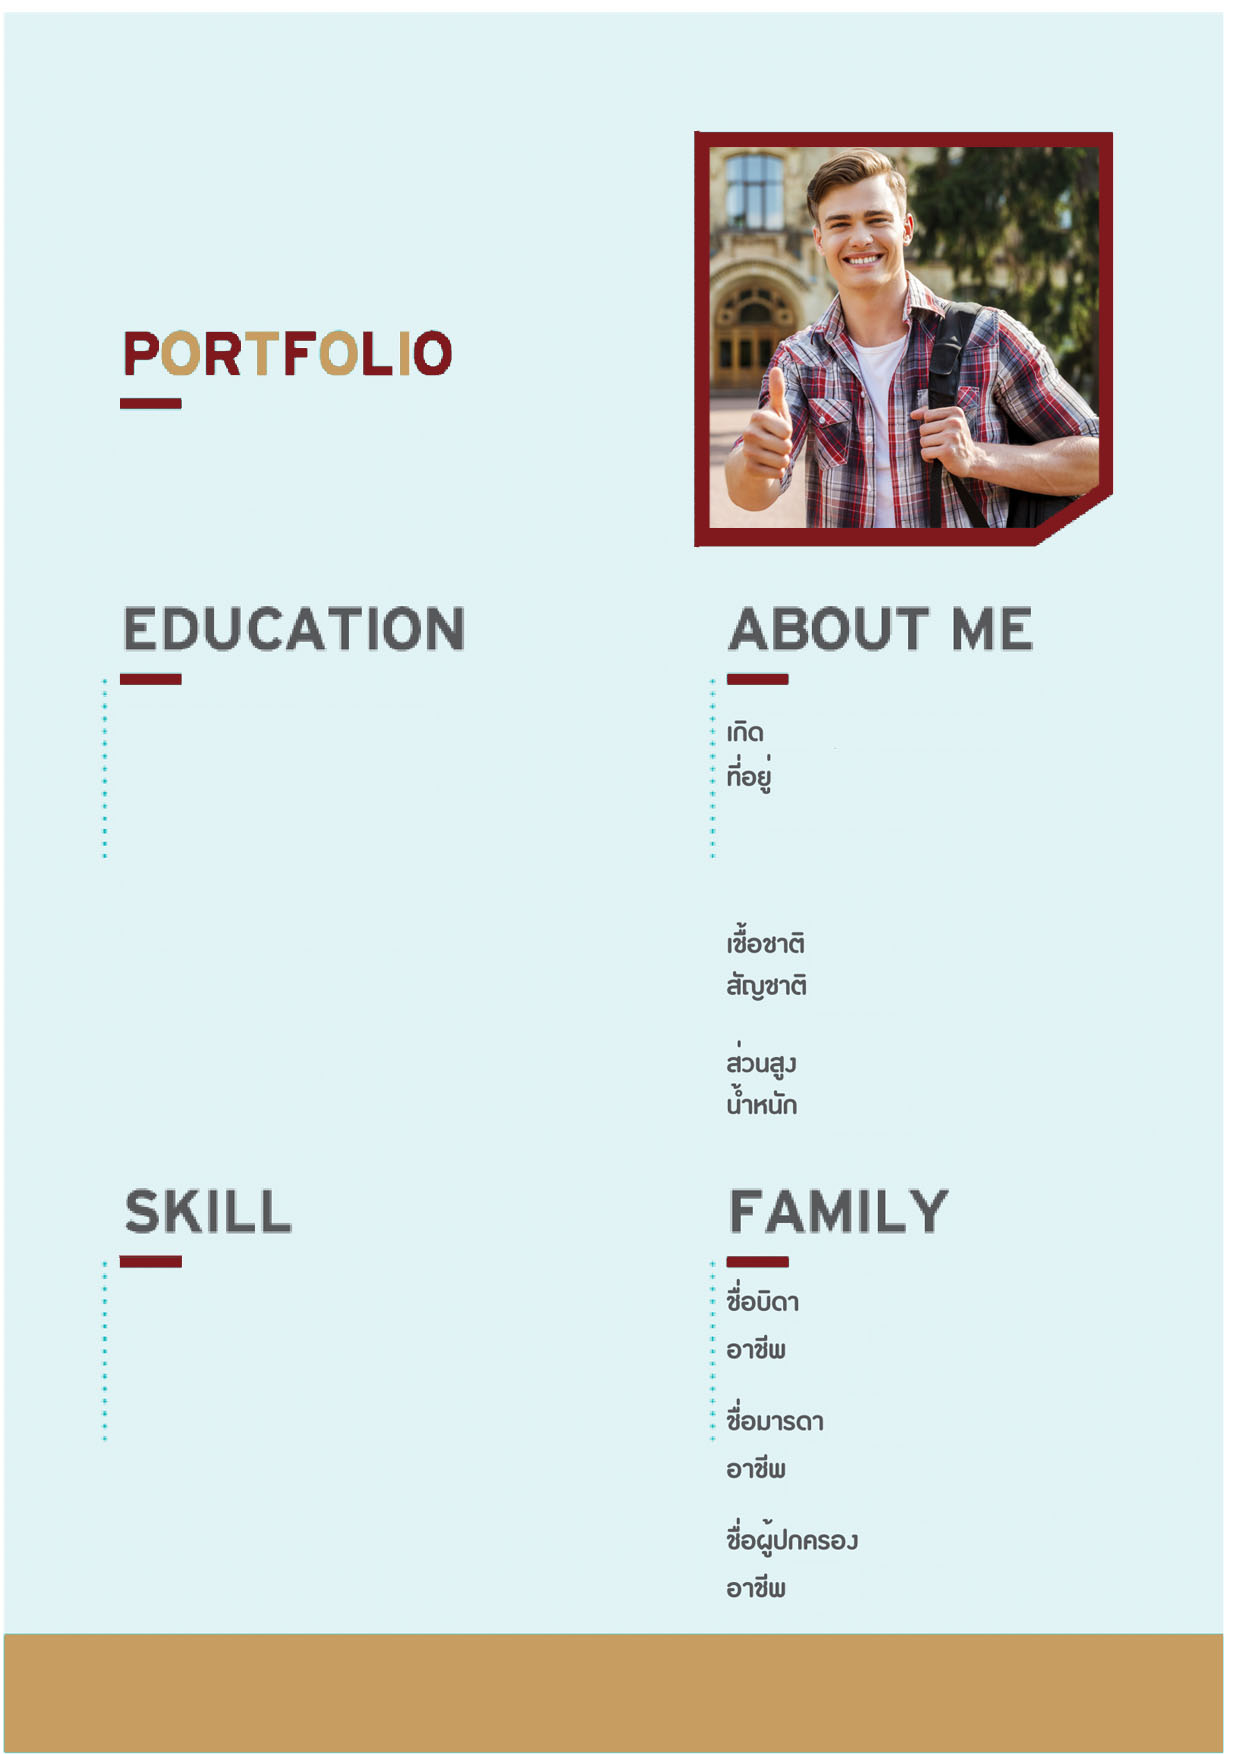 PORTFOLIO
EDUCATION
ABOUT ME
เกิด
ที่อยู่
เชื้อชาติ
สัญชาติ
ส่วนสูง
น้ำหนัก
SKILL
FAMILY
ชื่อบิดา
อาชีพ
ชื่อมารดา
อาชีพ
ชื่อผู้ปกครอง
อาชีพ